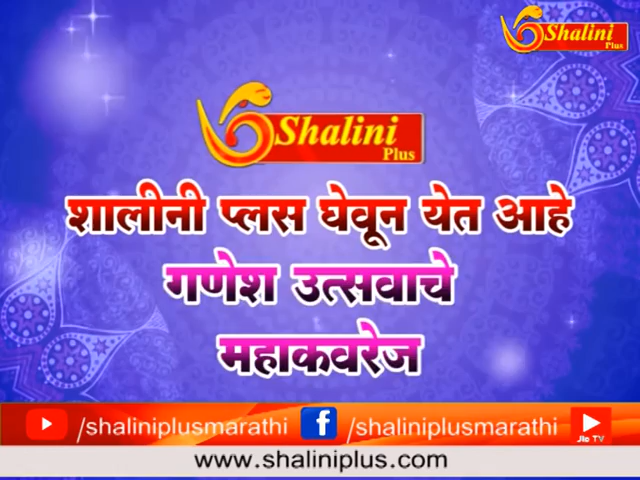 Shalini
Plus
Shalini
Plus
शालीनी प्लस घेवून येत आहे
गणेश उत्सवाचे
महाकवरेज
/shaliniplusmarathi /shaliniplusmarathi
Jio TV
www.shaliniplus.com